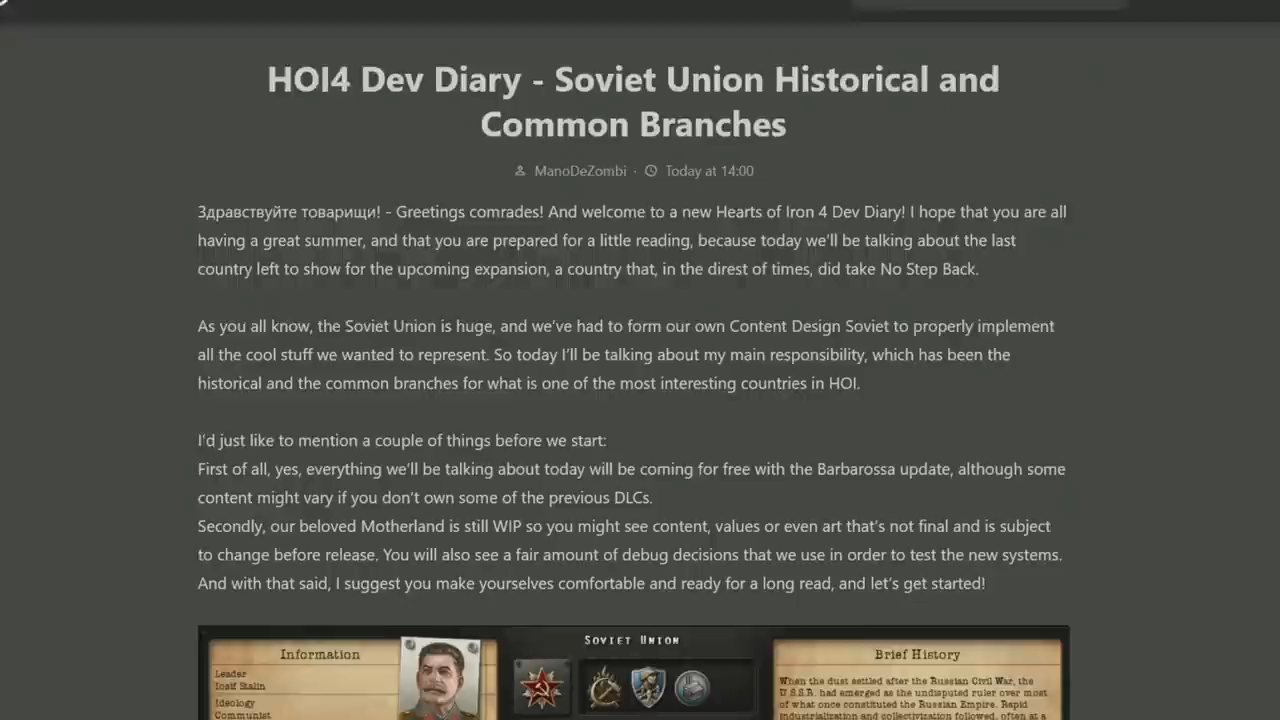 HOI4 Dev Diary - Soviet Union Historical and
Common Branches
ManoDeZombi · Today at 14:00
Здравствуйте товарищи! - Greetings comrades! And welcome to a new Hearts of Iron 4 Dev Diary! I hope that you are all
having a great summer, and that you are prepared for a little reading, because today we'll be talking about the last
country left to show for the upcoming expansion, a country that, in the direst of times, did take No Step Back.
As you all know, the Soviet Union is huge, and we've had to form our own Content Design Soviet to properly implement
all the cool stuff we wanted to represent. So today I'll be talking about my main responsibility, which has been the
historical and the common branches for what is one of the most interesting countries in HOI.
I'd just like to mention a couple of things before we start:
First of all, yes, everything we'll be talking about today will be coming for free with the Barbarossa update, although some
content might vary if you don't own some of the previous DLCs.
Secondly, our beloved Motherland is still WIP so you might see content, values or even art that's not final and is subject
to change before release. You will also see a fair amount of debug decisions that we use in order to test the new systems.
And with that said, I suggest you make yourselves comfortable and ready for a long read, and let's get started!
SOVIET UNION
Information
Leader
Iosif Stalin
Ideology
Communist
Brief History
When the dust settled after the Russian Civil War, the
U.S.S.R. had emerged as the undisputed ruler over most
of what once constituted the Russian Empire. Rapid
industrialization and collectivization followed, often at a